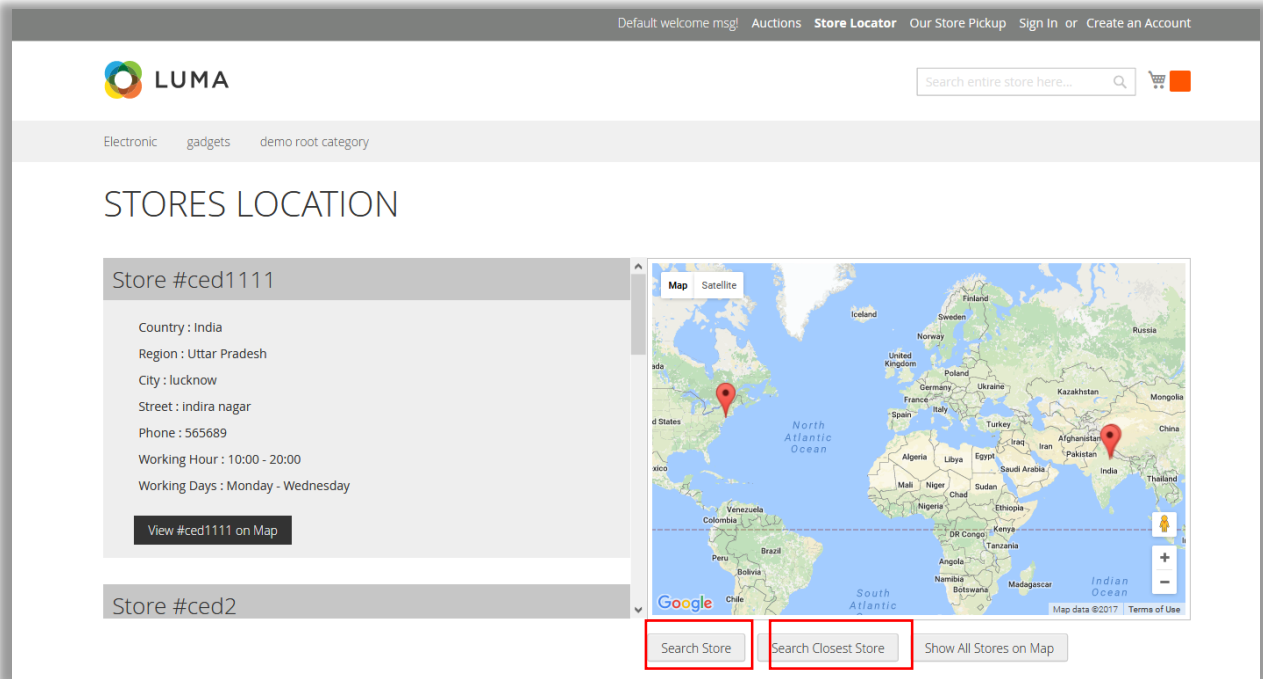 Default welcome msg! Auctions Store Locator Our Store Pickup Sign In or Create an Account
LUMA
Search entire store here...
Electronic gadgets demo root category
STORES LOCATION
Store #ced1111
Country : India
Region : Uttar Pradesh
City : lucknow
Street : indira nagar
Phone : 565689
Working Hour : 10:00 - 20:00
Working Days : Monday - Wednesday
View #ced1111 on Map
Store #ced2
Map Satellite
Finland
Iceland
Sweden
Russia
Norway
United
Kingdom
ada
Poland
Germany
Ukraine
Kazakhstan
France
Mongolia
Spain
Italy
d States
North
Atlantic
Ocean
Turkey
China
Iraq
Iran
Afghanistan
Pakistan
Algeria
Libya
Egypt
xico
Saudi Arabia
India
Thailand
Mali
Niger
Sudan
Chad
Venezuela
Nigeria
Ethiopia
Colombia
Kenya
DR Congo
Tanzania
Peru
Brazil
Angola
Bolivia
Namibia
Botswana
Madagascar
Indian
Ocean
South
Atlantic
Chile
Google
Map data ©2017 Terms of Use
Search Store Search Closest Store Show All Stores on Map